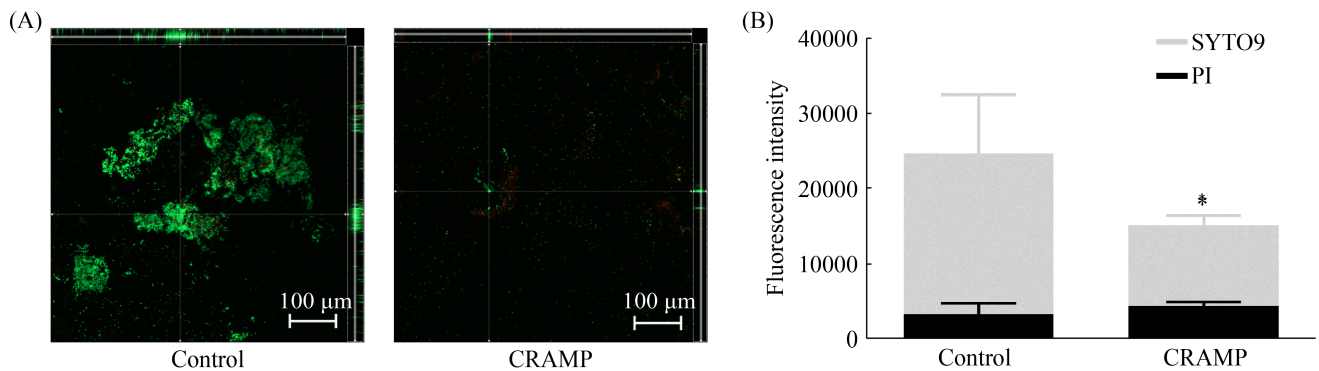 (A)
100 μm
100 μm
Control
CRAMP
(B)
Fluorescence intensity
40000
30000
20000
10000
0
SYTO9
PI
*
Control
CRAMP